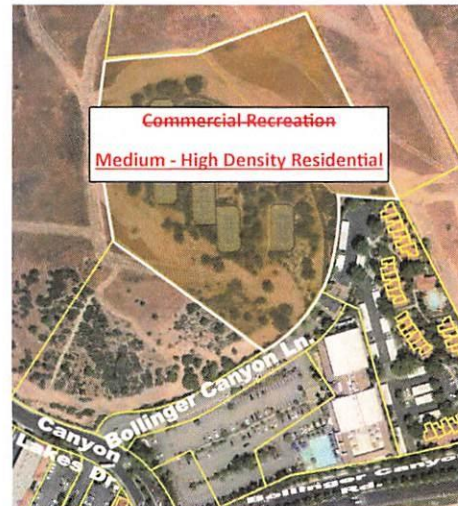 Commercial Recreation
Medium - High Density Residential
Bollinger Canyon Ln.
Canyon
Lakes Dr.
Bollinger Canyon
Rd.